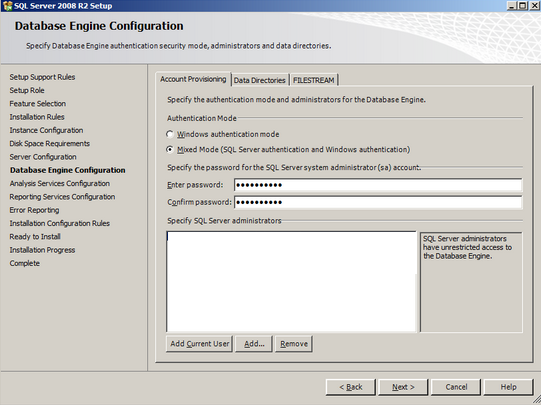 SQL Server 2008 R2 Setup
Database Engine Configuration
Specify Database Engine authentication security mode, administrators and data directories.
Setup Support Rules
Setup Role
Feature Selection
Installation Rules
Instance Configuration
Disk Space Requirements
Server Configuration
Database Engine Configuration
Analysis Services Configuration
Reporting Services Configuration
Error Reporting
Installation Configuration Rules
Ready to Install
Installation Progress
Complete
Account Provisioning Data Directories FILESTREAM
Specify the authentication mode and administrators for the Database Engine.
Authentication Mode
Windows authentication mode
Mixed Mode (SQL Server authentication and Windows authentication)
Specify the password for the SQL Server system administrator (sa) account.
Enter password: ●●●●●●●●●●
Confirm password: ●●●●●●●●●●
Specify SQL Server administrators
SQL Server administrators
have unrestricted access to
the Database Engine.
Add Current User Add... Remove
< Back Next > Cancel Help